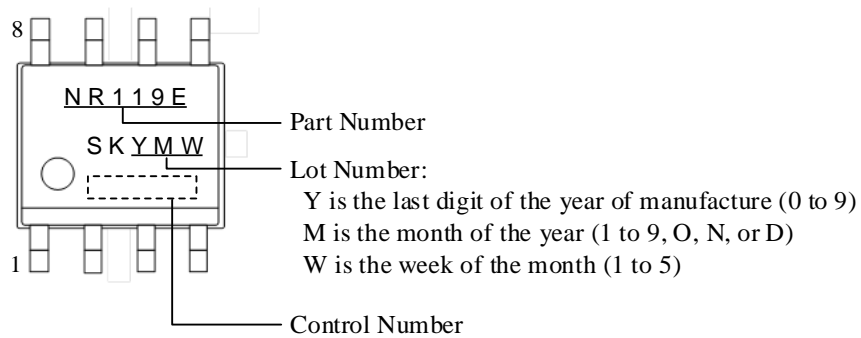 8
NR119E
Part Number
SKYMW
Lot Number:
Y is the last digit of the year of manufacture (0 to 9)
M is the month of the year (1 to 9, O, N, or D)
W is the week of the month (1 to 5)
1
Control Number